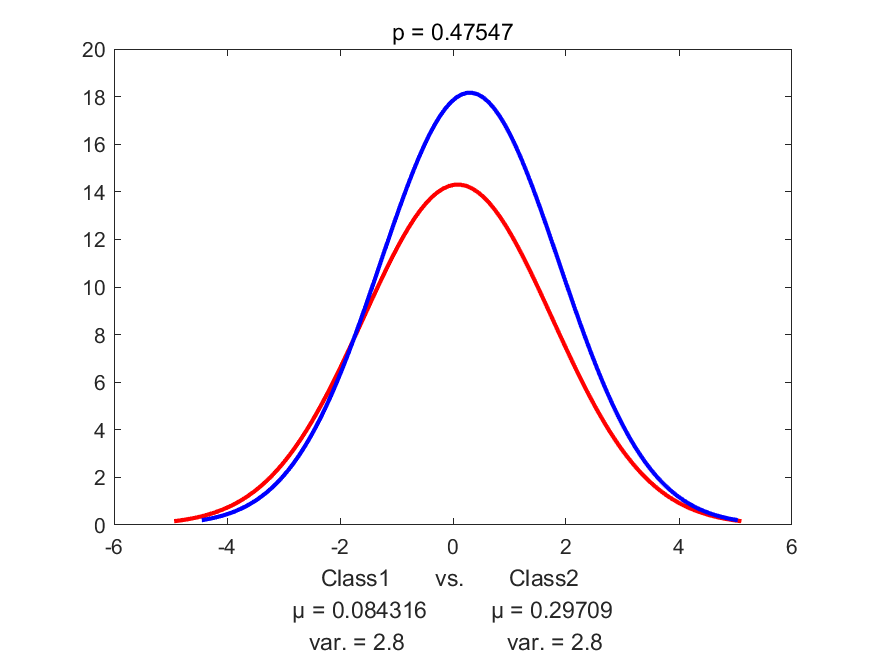 p = 0.47547
20
18
16
14
12
10
8
6
4
2
0
-6 -4 -2 0 2 4 6
Class1 vs. Class2
μ = 0.084316 μ = 0.29709
var. = 2.8 var. = 2.8